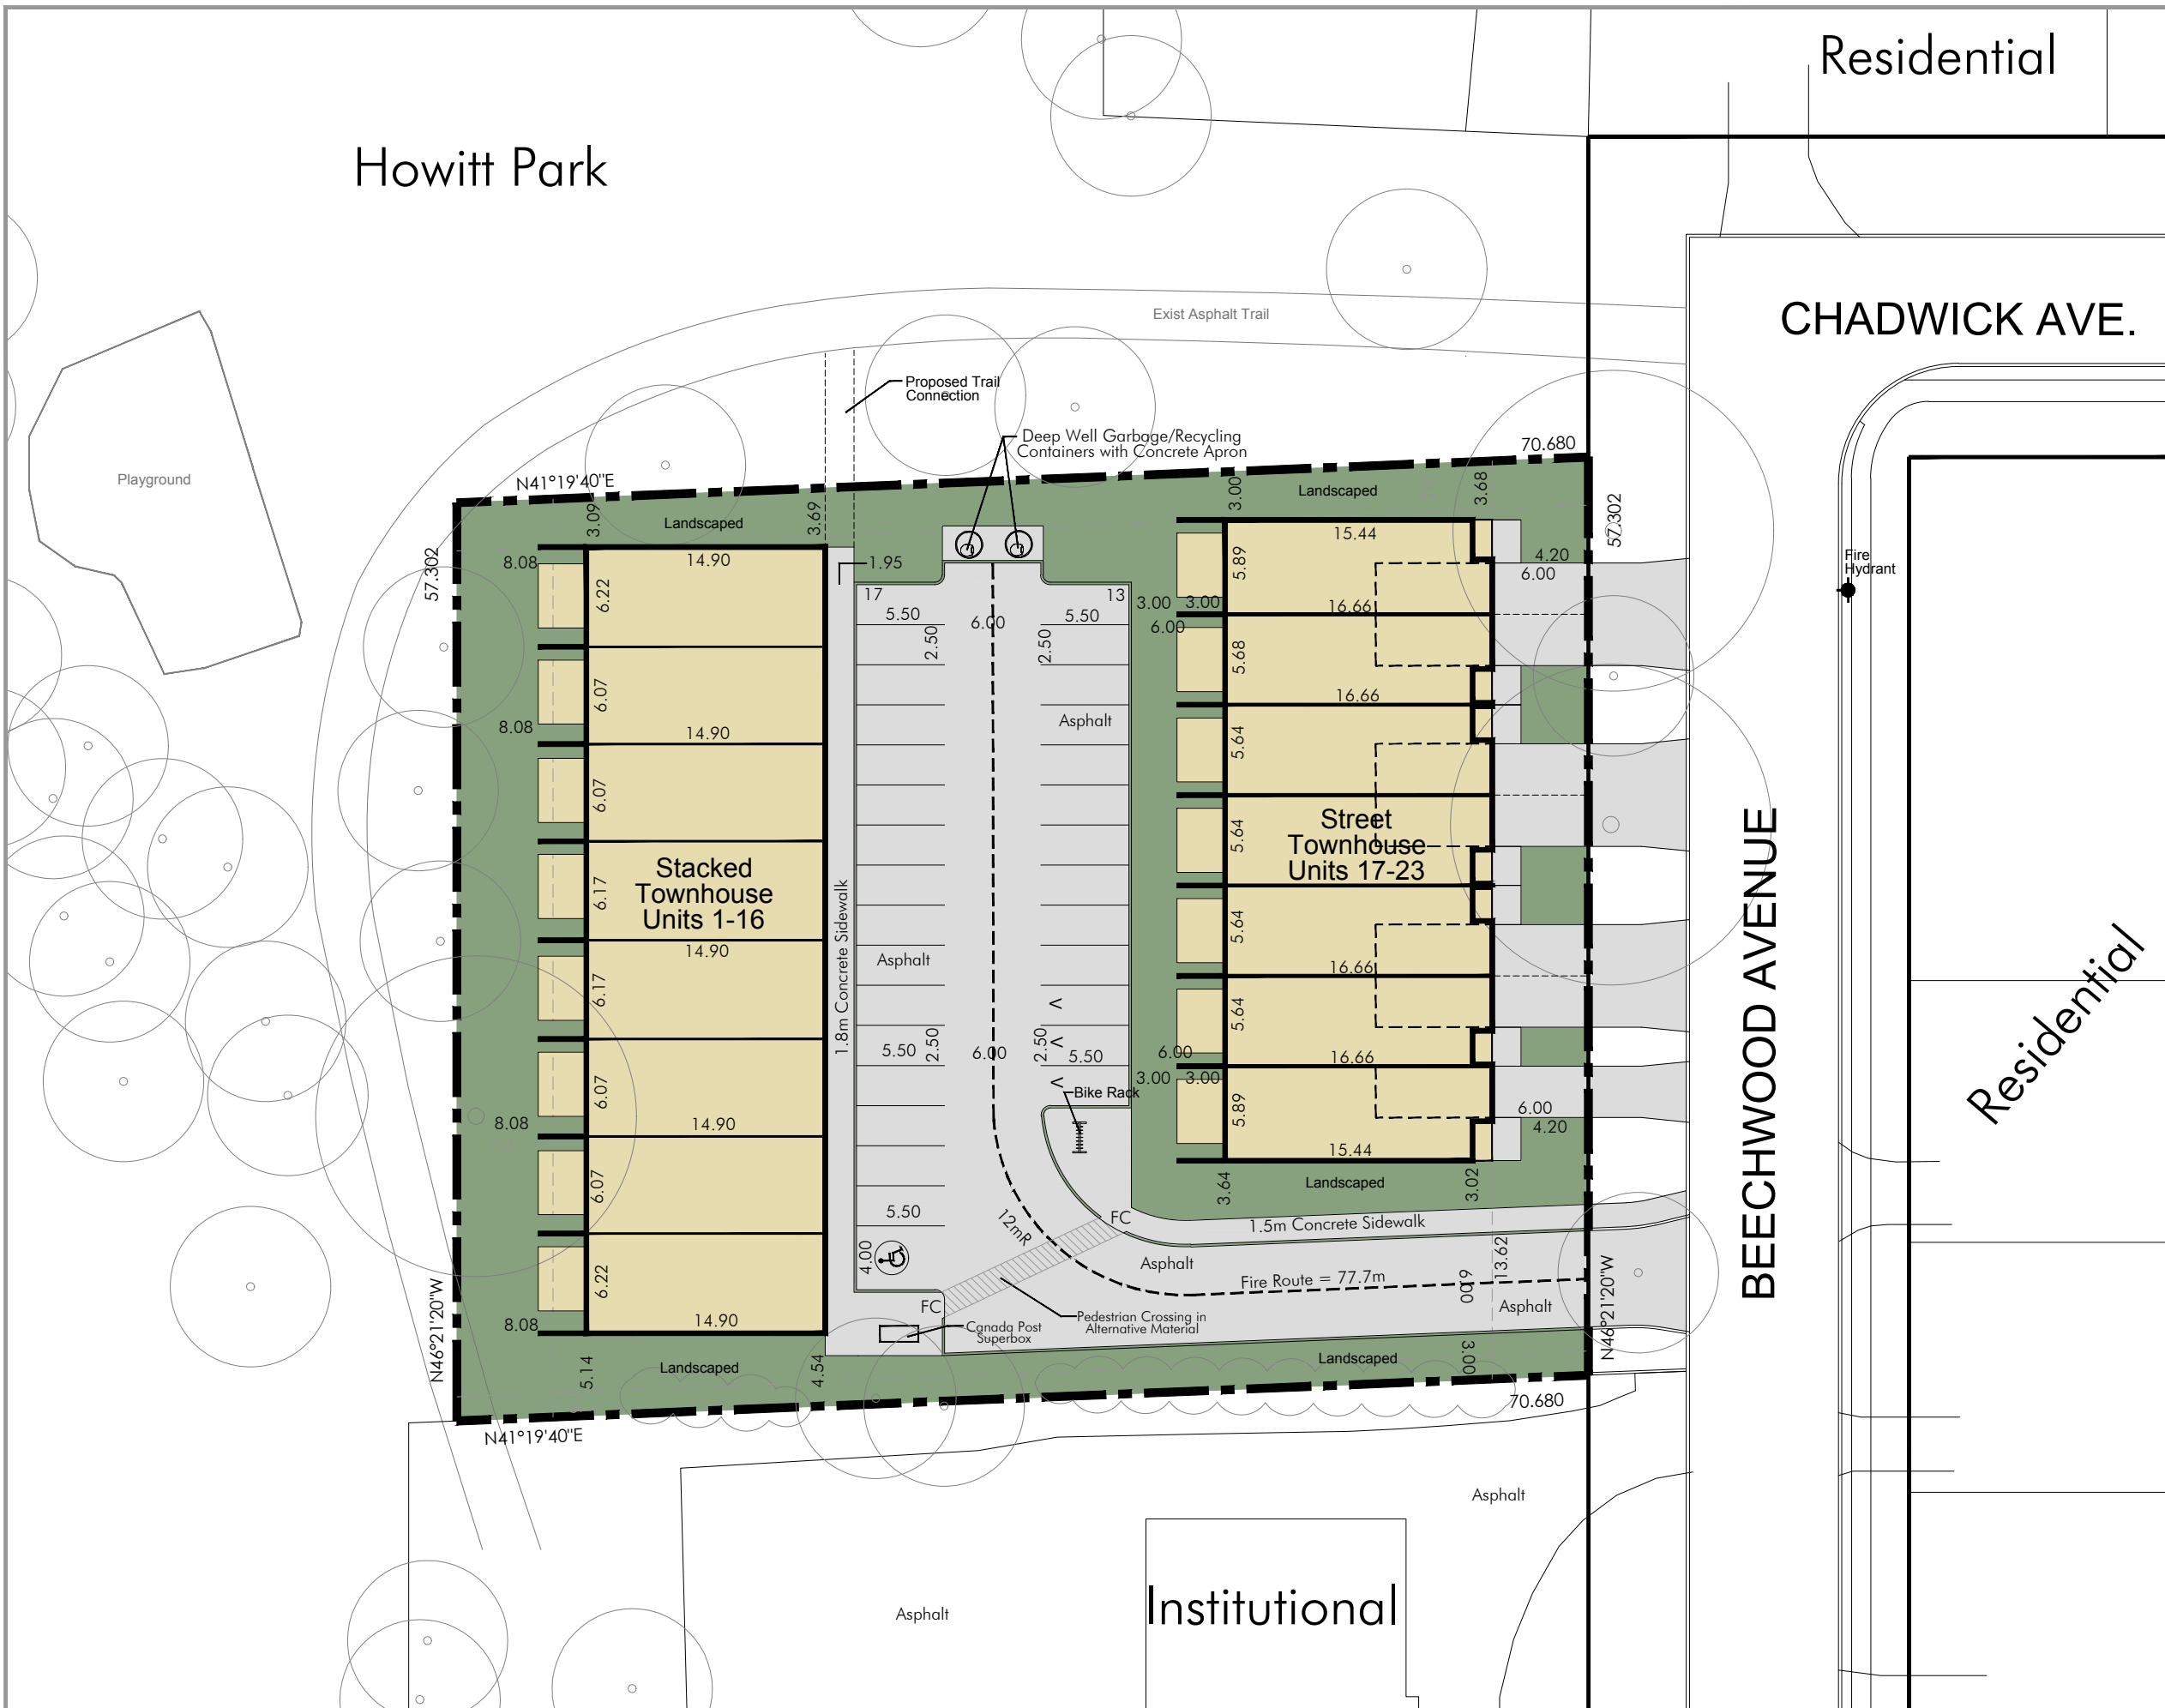 Residential
Howitt Park
Exist Asphalt Trail
CHADWICK AVE.
Proposed Trail
Connection
Deep Well Garbage/Recycling
Containers with Concrete Apron
70.680
N41°19'40"E
Playground
Landscaped
Landscaped
3.09
3.69
3.00
3.68
57.302
57.302
8.08
14.90
1.95
15.44
4.20
6.00
Fire
Hydrant
6.22
17
13
5.50
6.00
5.50
2.50
2.50
3.00
3.00
6.00
5.89
16.66
5.68
16.66
6.07
8.08
14.90
Asphalt
5.64
6.07
Stacked
Townhouse
Units 1-16
6.17
14.90
Street
Townhouse
Units 17-23
5.64
1.8m Concrete Sidewalk
Asphalt
BEECHWOOD AVENUE
Residential
5.64
16.66
6.17
<
<
<
5.50
2.50
6.00
2.50
5.50
6.00
3.00
3.00
5.64
16.66
Bike Rack
6.07
8.08
14.90
5.89
6.00
4.20
15.44
6.07
3.64
Landscaped
3.02
5.50
12mR
FC
1.5m Concrete Sidewalk
4.00
Asphalt
Fire Route = 77.7m
6.00
13.62
Asphalt
6.22
8.08
14.90
FC
Canada Post
Superbox
Pedestrian Crossing in
Alternative Material
N46°21'20"W
N46°21'20"W
5.14
Landscaped
4.54
Landscaped
3.00
70.680
N41°19'40"E
Asphalt
Asphalt
Institutional